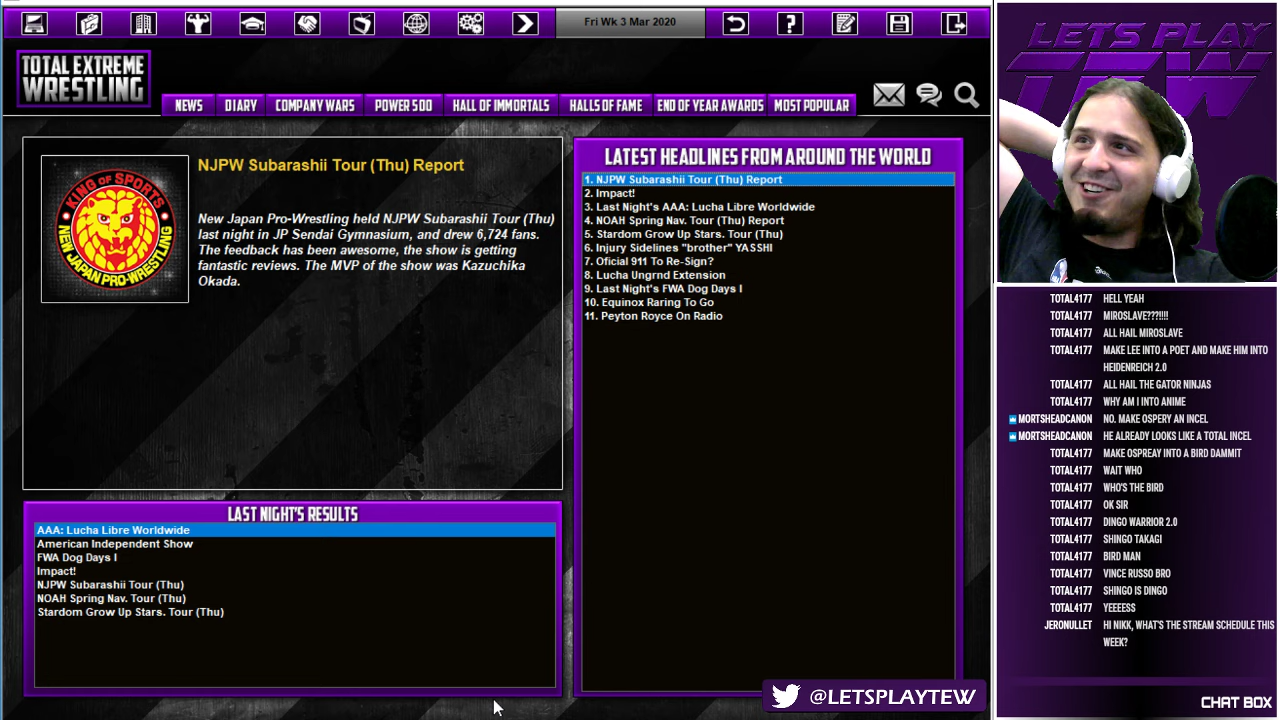 Fri Wk 3 Mar 2020
LETS PLAY
TEW
TOTAL EXTREME
WRESTLING
NEWS
DIARY
COMPANY WARS
POWER 500
HALL OF IMMORTALS
HALLS OF FAME
END OF YEAR AWARDS
MOST POPULAR
KING OF SPORTS
NEW JAPAN PRO-WRESTLING
NJPW Subarashii Tour (Thu) Report
New Japan Pro-Wrestling held NJPW Subarashii Tour (Thu)
last night in JP Sendai Gymnasium, and drew 6,724 fans.
The feedback has been awesome, the show is getting
fantastic reviews. The MVP of the show was Kazuchika
Okada.
LATEST HEADLINES FROM AROUND THE WORLD
1. NJPW Subarashii Tour (Thu) Report
2. Impact!
3. Last Night's AAA: Lucha Libre Worldwide
4. NOAH Spring Nav. Tour (Thu) Report
5. Stardom Grow Up Stars. Tour (Thu)
6. Injury Sidelines "brother" YASSHI
7. Oficial 911 To Re-Sign?
8. Lucha Ungrnd Extension
9. Last Night's FWA Dog Days I
10. Equinox Raring To Go
11. Peyton Royce On Radio
LAST NIGHT'S RESULTS
AAA: Lucha Libre Worldwide
American Independent Show
FWA Dog Days I
Impact!
NJPW Subarashii Tour (Thu)
NOAH Spring Nav. Tour (Thu)
Stardom Grow Up Stars. Tour (Thu)
@LETSPLAYTEW
TOTAL4177 HELL YEAH
TOTAL4177 MIROSLAVE???!!!!
TOTAL4177 ALL HAIL MIROSLAVE
TOTAL4177 MAKE LEE INTO A POET AND MAKE HIM INTO
HEIDENREICH 2.0
TOTAL4177 ALL HAIL THE GATOR NINJAS
TOTAL4177 WHY AM I INTO ANIME
MORTSHEADCANON NO. MAKE OSPERY AN INCEL
MORTSHEADCANON HE ALREADY LOOKS LIKE A TOTAL INCEL
TOTAL4177 MAKE OSPREAY INTO A BIRD DAMMIT
TOTAL4177 WAIT WHO
TOTAL4177 WHO'S THE BIRD
TOTAL4177 OK SIR
TOTAL4177 DINGO WARRIOR 2.0
TOTAL4177 SHINGO TAKAGI
TOTAL4177 BIRD MAN
TOTAL4177 VINCE RUSSO BRO
TOTAL4177 SHINGO IS DINGO
TOTAL4177 YEEEESS
JERONULLET HI NIKK, WHAT'S THE STREAM SCHEDULE THIS
WEEK?
CHAT BOX